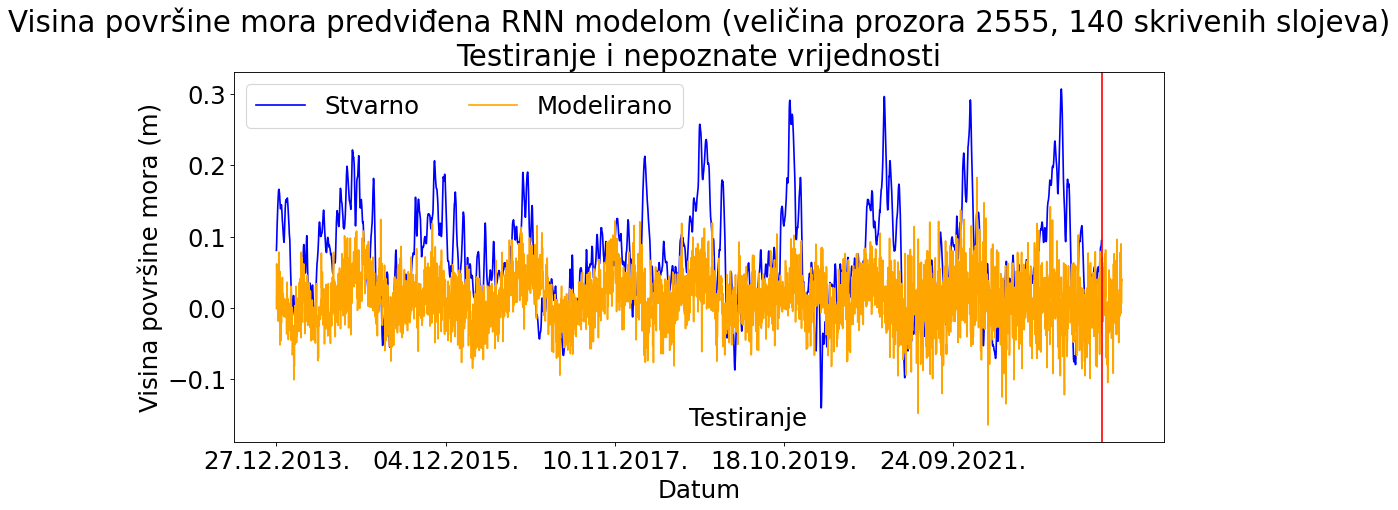 Visina površine mora predviđena RNN modelom (veličina prozora 2555, 140 skrivenih slojeva)
Testiranje i nepoznate vrijednosti
Stvarno
Modelirano
Visina površine mora (m)
0.3
0.2
0.1
0.0
−0.1
Testiranje
27.12.2013.
04.12.2015.
10.11.2017.
18.10.2019.
24.09.2021.
Datum